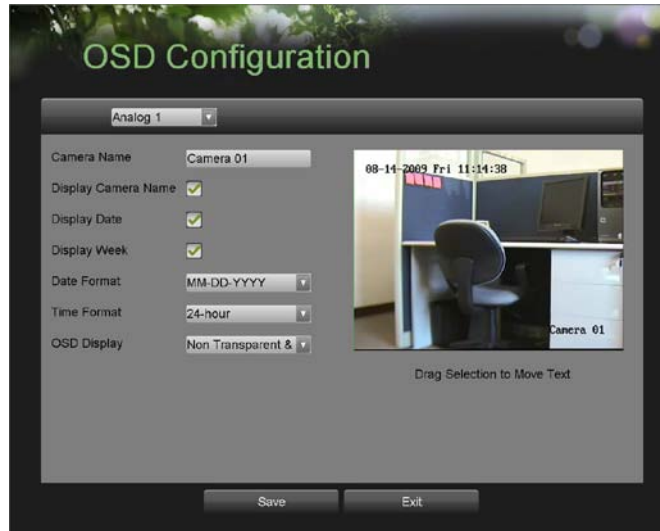 OSD Configuration
Analog 1
Camera Name Camera 01
Display Camera Name
Display Date
Display Week
Date Format MM-DD-YYYY
Time Format 24-hour
OSD Display Non Transparent &
08-14-2009 Fri 11:14:38
Camera 01
Drag Selection to Move Text
Save Exit